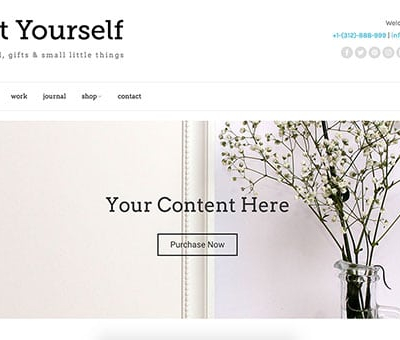 t Yourself
, gifts & small little things
Welc
+1-(312)-888-999 | inf
work journal shop contact
Your Content Here
Purchase Now